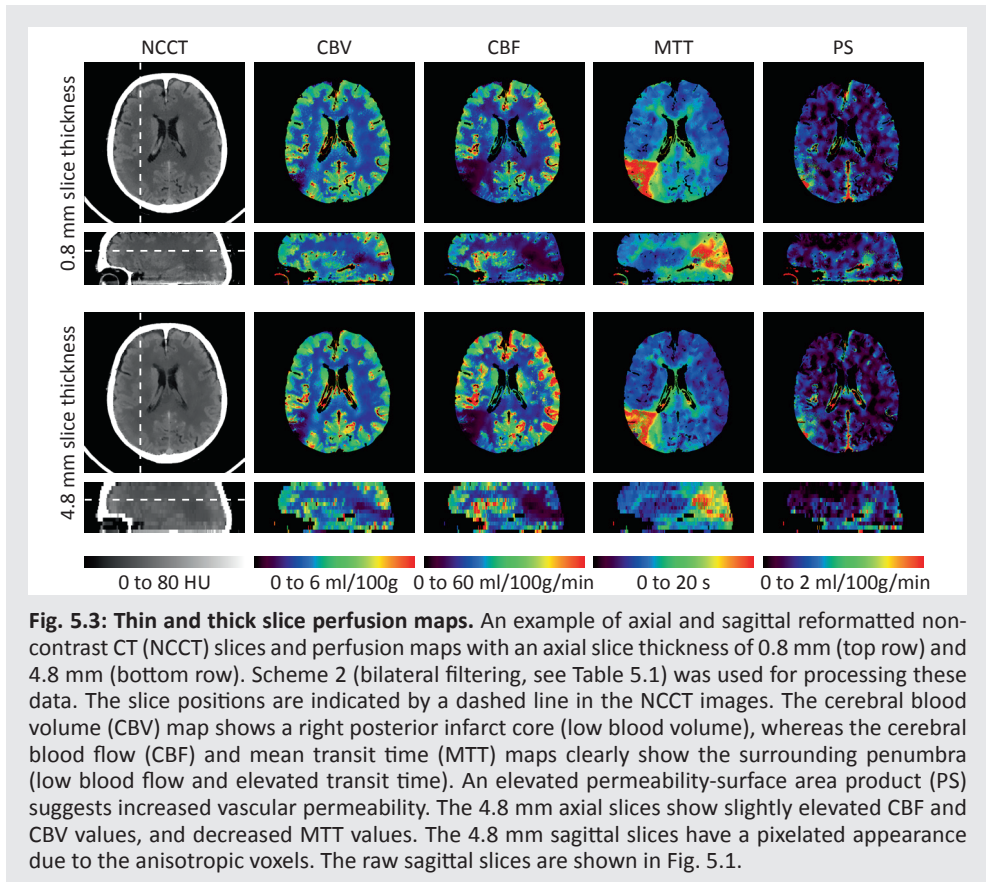 NCCT CBV CBF MTT PS
0.8 mm slice thickness
4.8 mm slice thickness
0 to 80 HU 0 to 6 ml/100g 0 to 60 ml/100g/min 0 to 20 s 0 to 2 ml/100g/min
Fig. 5.3: Thin and thick slice perfusion maps. An example of axial and sagittal reformatted non-
contrast CT (NCCT) slices and perfusion maps with an axial slice thickness of 0.8 mm (top row) and
4.8 mm (bottom row). Scheme 2 (bilateral filtering, see Table 5.1) was used for processing these
data. The slice positions are indicated by a dashed line in the NCCT images. The cerebral blood
volume (CBV) map shows a right posterior infarct core (low blood volume), whereas the cerebral
blood flow (CBF) and mean transit time (MTT) maps clearly show the surrounding penumbra
(low blood flow and elevated transit time). An elevated permeability-surface area product (PS)
suggests increased vascular permeability. The 4.8 mm axial slices show slightly elevated CBF and
CBV values, and decreased MTT values. The 4.8 mm sagittal slices have a pixelated appearance
due to the anisotropic voxels. The raw sagittal slices are shown in Fig. 5.1.